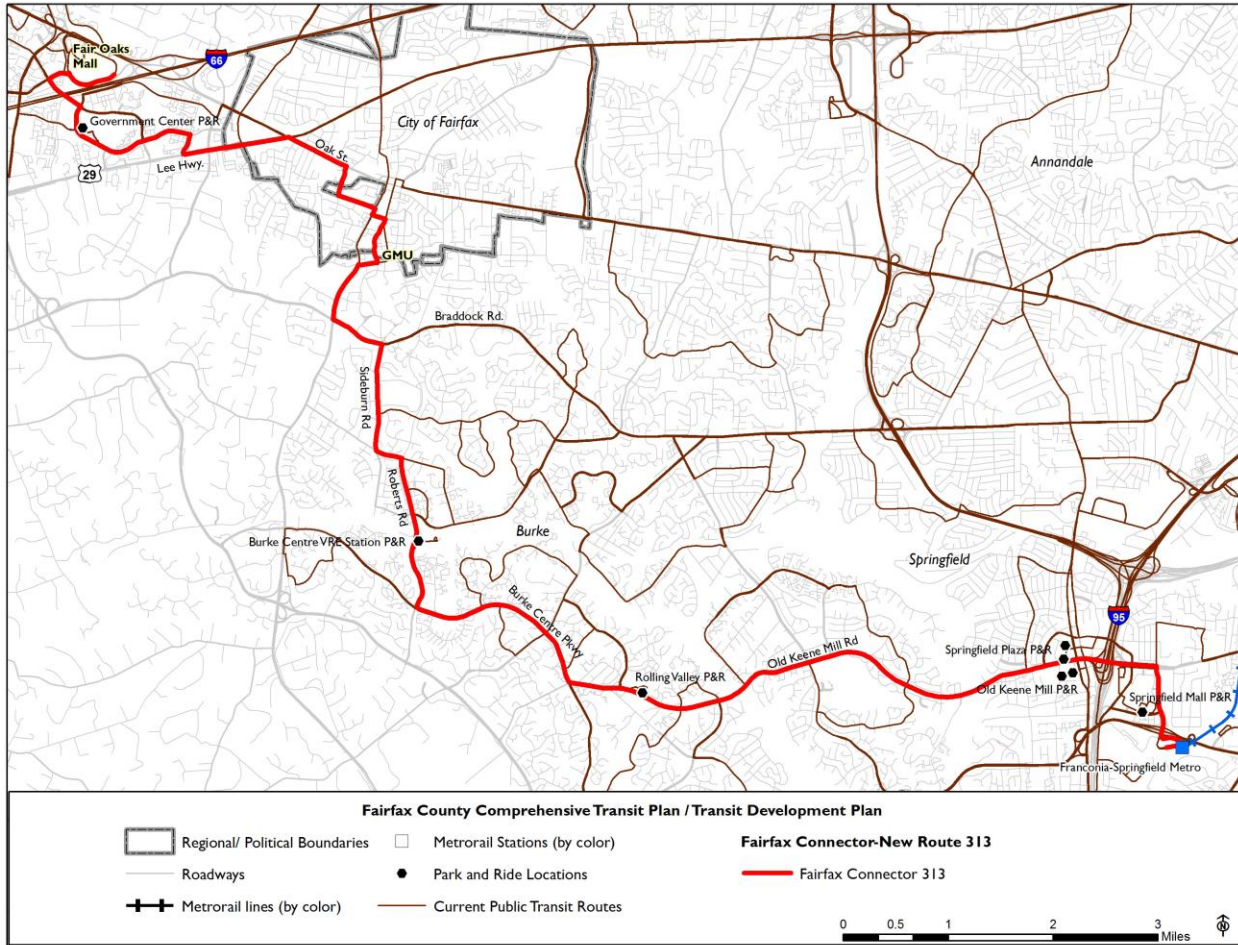 Fair Oaks
Mall
66
Government Center P&R
City of Fairfax
Annandale
Oak St.
Lee Hwy.
29
GMU
Braddock Rd.
Sideburn Rd
Roberts Rd
Burke Centre VRE Station P&R
Burke
Springfield
Burke Centre Pkwy
95
Old Keene Mill Rd
Springfield Plaza P&R
Rolling Valley P&R
Old Keene Mill P&R
Springfield Mall P&R
Franconia-Springfield Metro
Fairfax County Comprehensive Transit Plan / Transit Development Plan
Regional/ Political Boundaries
Metrorail Stations (by color)
Fairfax Connector-New Route 313
Roadways
Park and Ride Locations
Fairfax Connector 313
Metrorail lines (by color)
Current Public Transit Routes
0 0.5 1 2 3
Miles
N